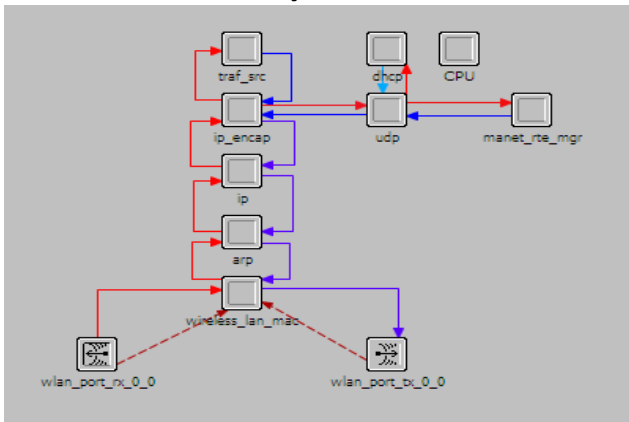 traf_src
dhcp
CPU
ip_encap
udp
manet_rte_mgr
ip
arp
wireless_lan_mac
wlan_port_rx_0_0
wlan_port_tx_0_0